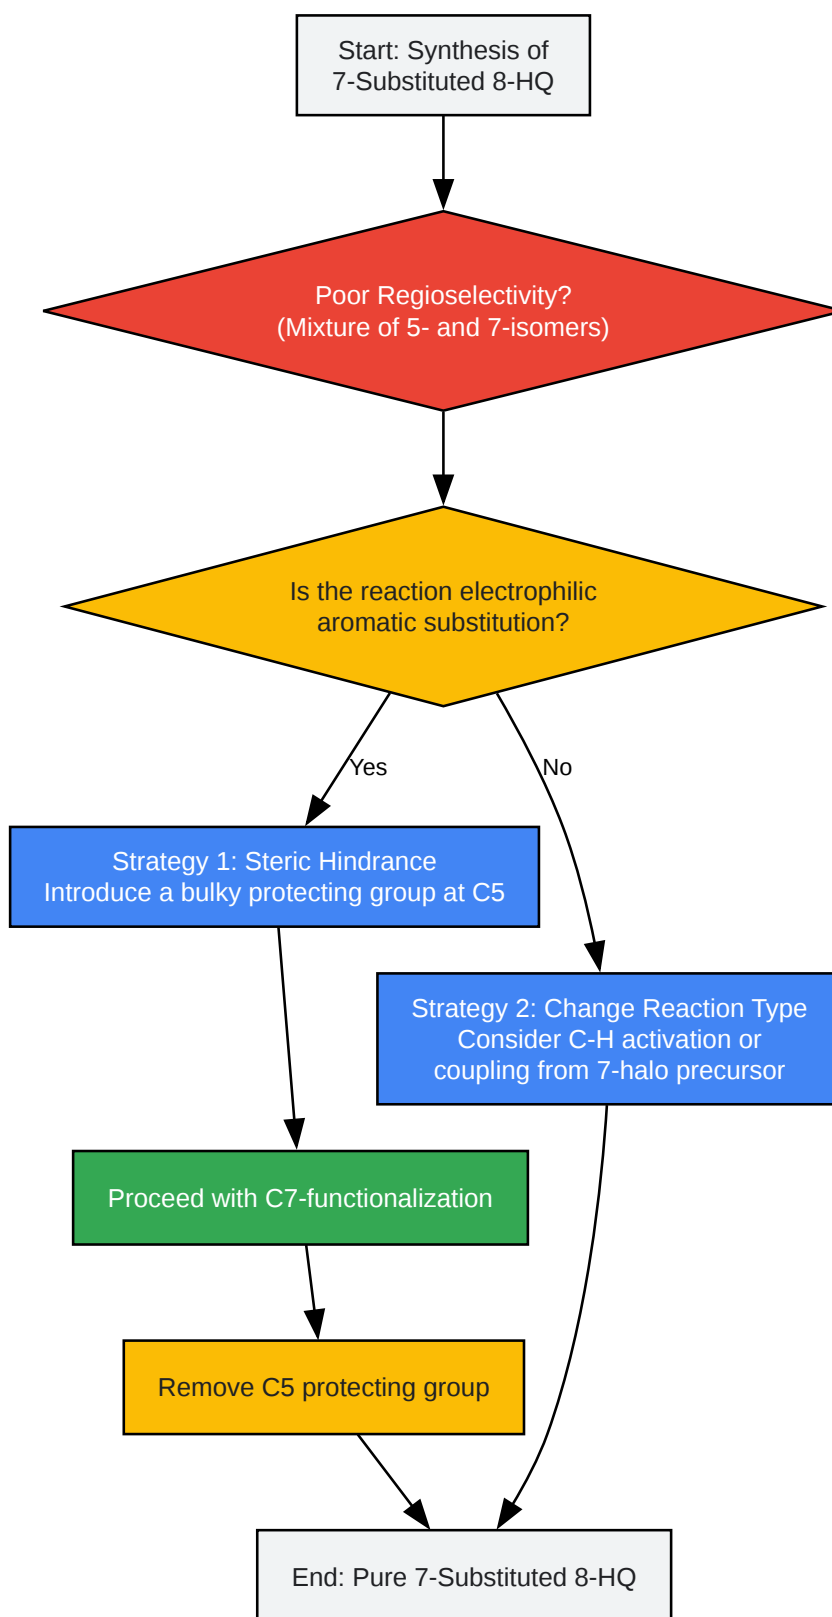 Start: Synthesis of
7-Substituted 8-HQ
Poor Regioselectivity?
(Mixture of 5- and 7-isomers)
Is the reaction electrophilic
aromatic substitution?
Yes
No
Strategy 1: Steric Hindrance
Introduce a bulky protecting group at C5
Strategy 2: Change Reaction Type
Consider C-H activation or
coupling from 7-halo precursor
Proceed with C7-functionalization
Remove C5 protecting group
End: Pure 7-Substituted 8-HQ